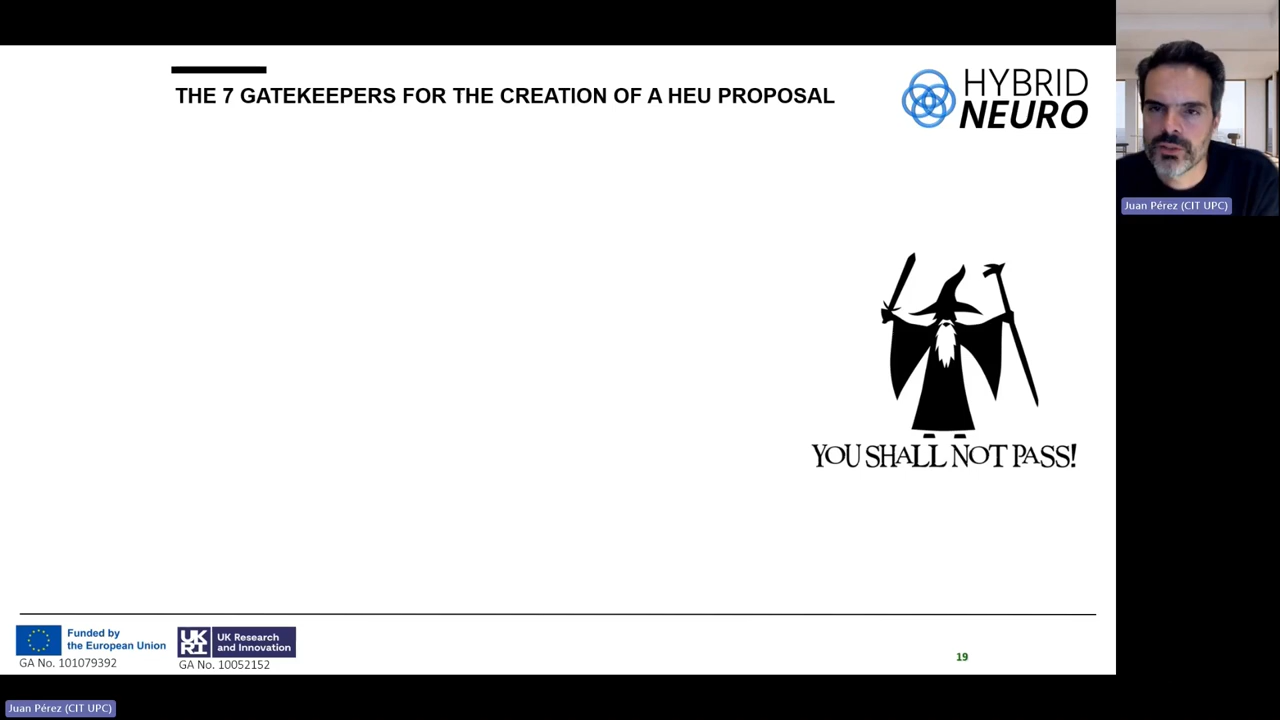 THE 7 GATEKEEPERS FOR THE CREATION OF A HEU PROPOSAL
HYBRID
NEURO
Juan Pérez (CIT UPC)
YOU SHALL NOT PASS!
Funded by
the European Union
GA No. 101079392
UK
RI
UK Research
and Innovation
GA No. 10052152
19
Juan Pérez (CIT UPC)